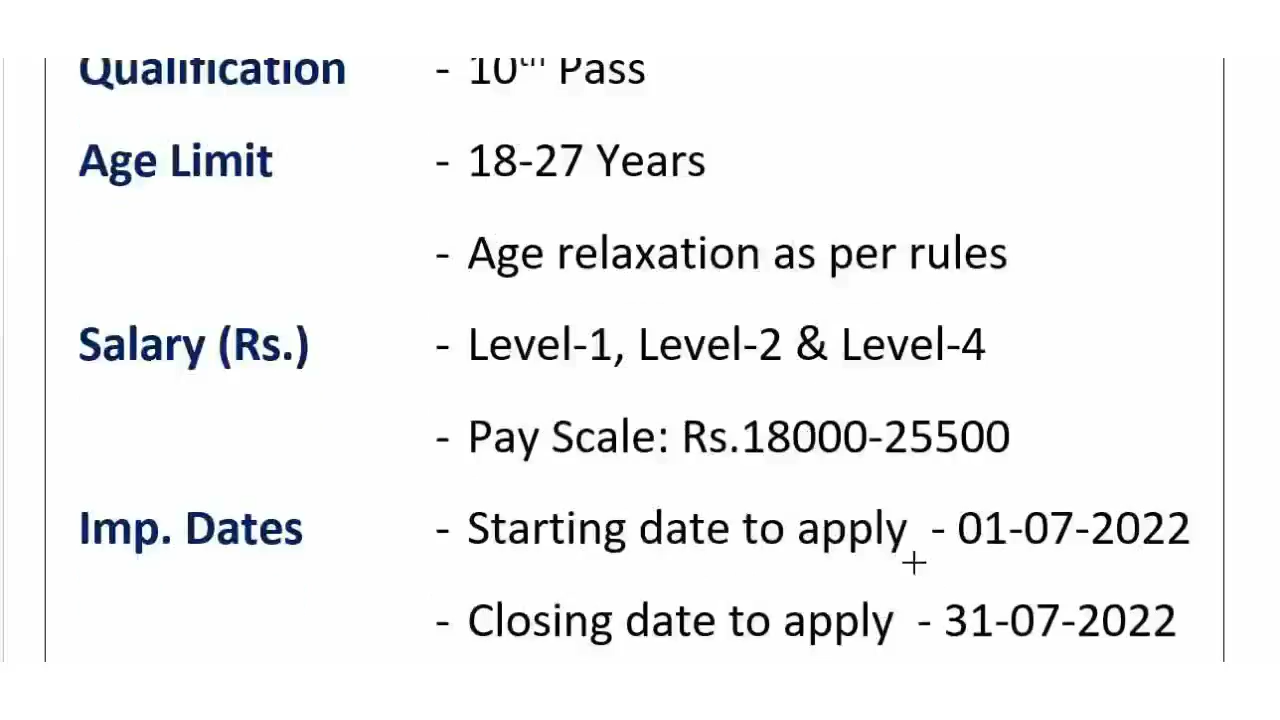 Qualification - 10th Pass
Age Limit - 18-27 Years
- Age relaxation as per rules
Salary (Rs.) - Level-1, Level-2 & Level-4
- Pay Scale: Rs.18000-25500
Imp. Dates - Starting date to apply - 01-07-2022
- Closing date to apply - 31-07-2022